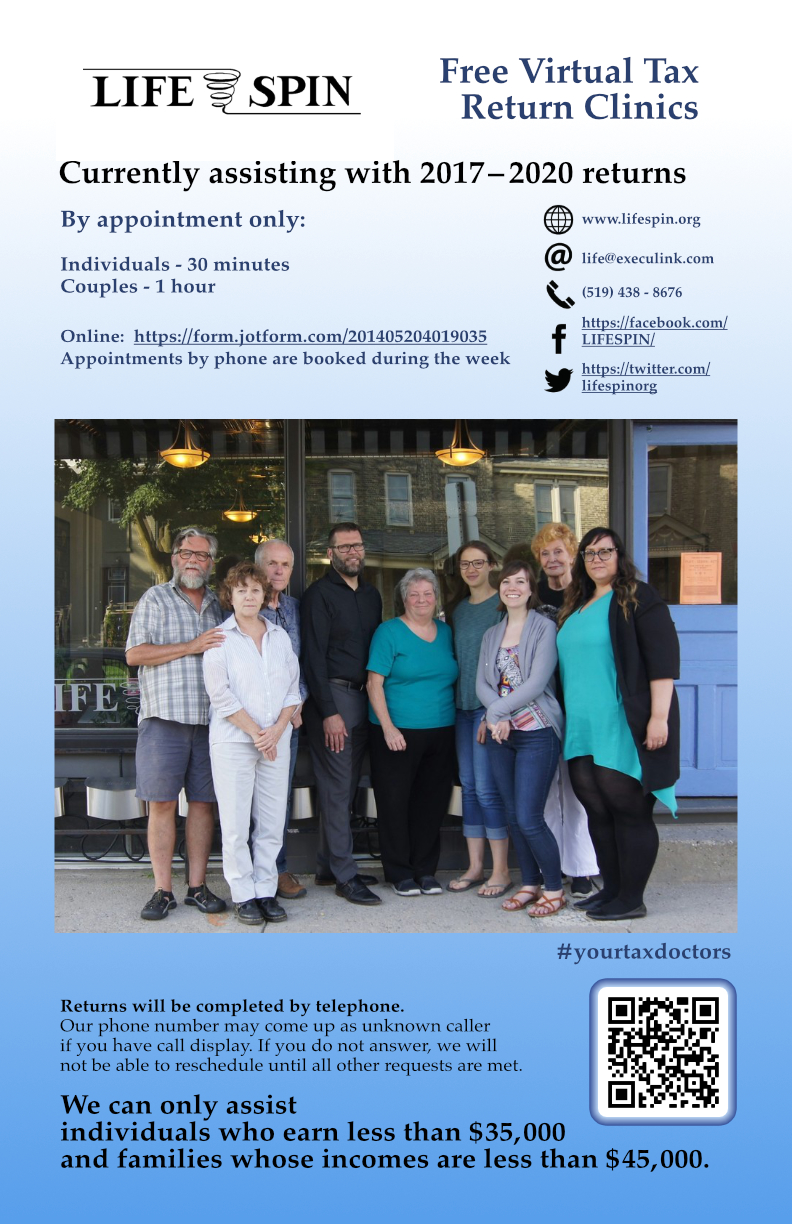 LIFE SPIN
Free Virtual Tax
Return Clinics
Currently assisting with 2017–2020 returns
By appointment only:
Individuals - 30 minutes
Couples - 1 hour
Online: https://form.jotform.com/201405204019035
Appointments by phone are booked during the week
www.lifespin.org
life@execulink.com
(519) 438 - 8676
https://facebook.com/
LIFESPIN/
https://twitter.com/
lifespinorg
IFE
#yourtaxdoctors
Returns will be completed by telephone.
Our phone number may come up as unknown caller
if you have call display. If you do not answer, we will
not be able to reschedule until all other requests are met.
We can only assist
individuals who earn less than $35,000
and families whose incomes are less than $45,000.